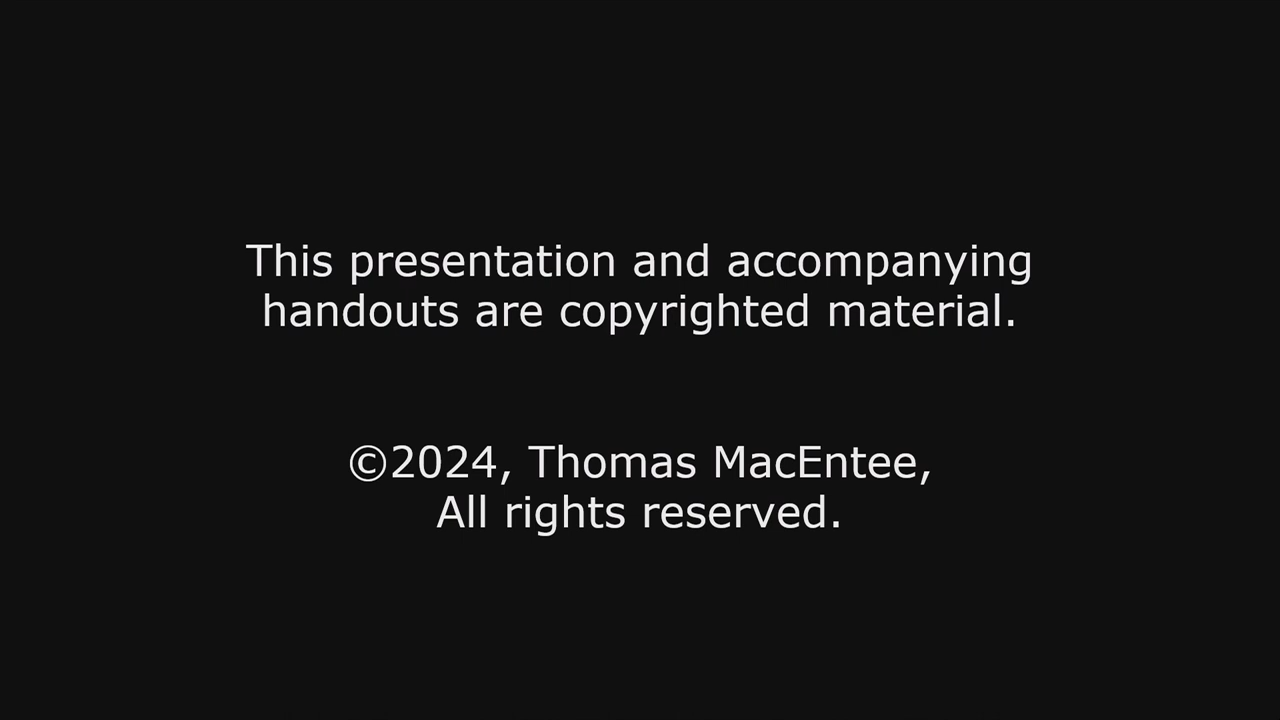 This presentation and accompanying
handouts are copyrighted material.
©2024, Thomas MacEntee,
All rights reserved.